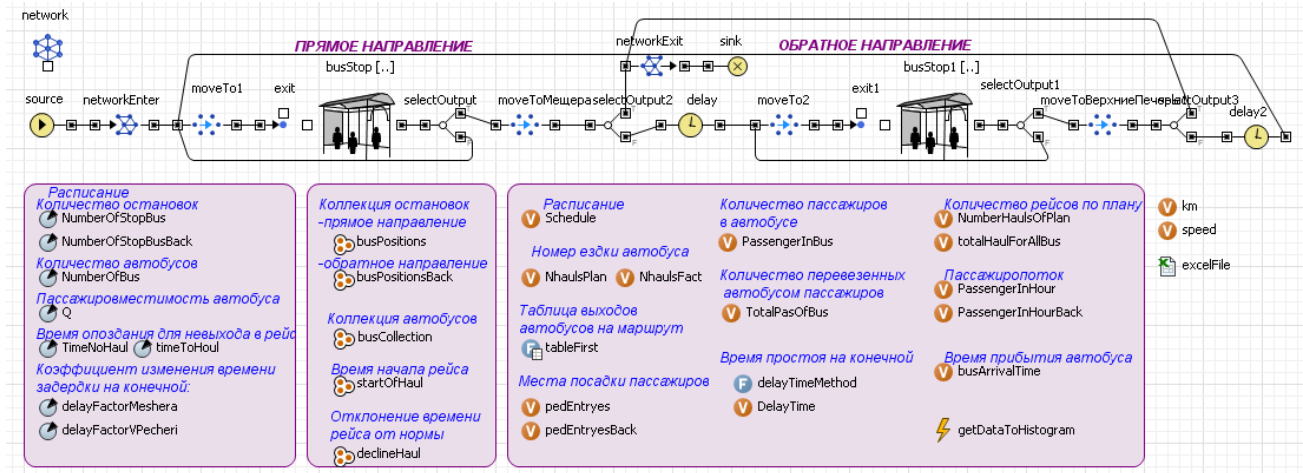 network
ПРЯМОЕ НАПРАВЛЕНИЕ
networkExit
sink
ОБРАТНОЕ НАПРАВЛЕНИЕ
busStop [..]
busStop1 [..]
source
networkEnter
moveTo1
exit
selectOutput
moveToМещера
selectOutput2
delay
moveTo2
exit1
selectOutput1
moveToВерхниеПечеры
selectOutput3
delay2
F
F
F
F
Расписание
Количество остановок
NumberOfStopBus
NumberOfStopBusBack
Количество автобусов
NumberOfBus
Пассажировместимость автобуса
Q
Время опоздания для невыхода в рейс
TimeNoHaul
timeToHoul
Коэффициент изменения времени
задердки на конечной:
delayFactorMeshera
delayFactorVPecheri
Коллекция остановок
-прямое направление
busPositions
-обратное направление
busPositionsBack
Коллекция автобусов
busCollection
Время начала рейса
startOfHaul
Отклонение времени
рейса от нормы
declineHaul
Расписание
Schedule
Номер ездки автобуса
NhaulsPlan
NhaulsFact
Таблица выходов
автобусов на маршрут
tableFirst
Места посадки пассажиров
pedEntryes
pedEntryesBack
Количество пассажиров
в автобусе
PassengerInBus
Количество перевезенных
автобусом пассажиров
TotalPasOfBus
Время простоя на конечной
delayTimeMethod
DelayTime
Количество рейсов по плану
NumberHaulsOfPlan
totalHaulForAllBus
Пассажиропоток
PassengerInHour
PassengerInHourBack
Время прибытия автобуса
busArrivalTime
getDataToHistogram
km
speed
excelFile